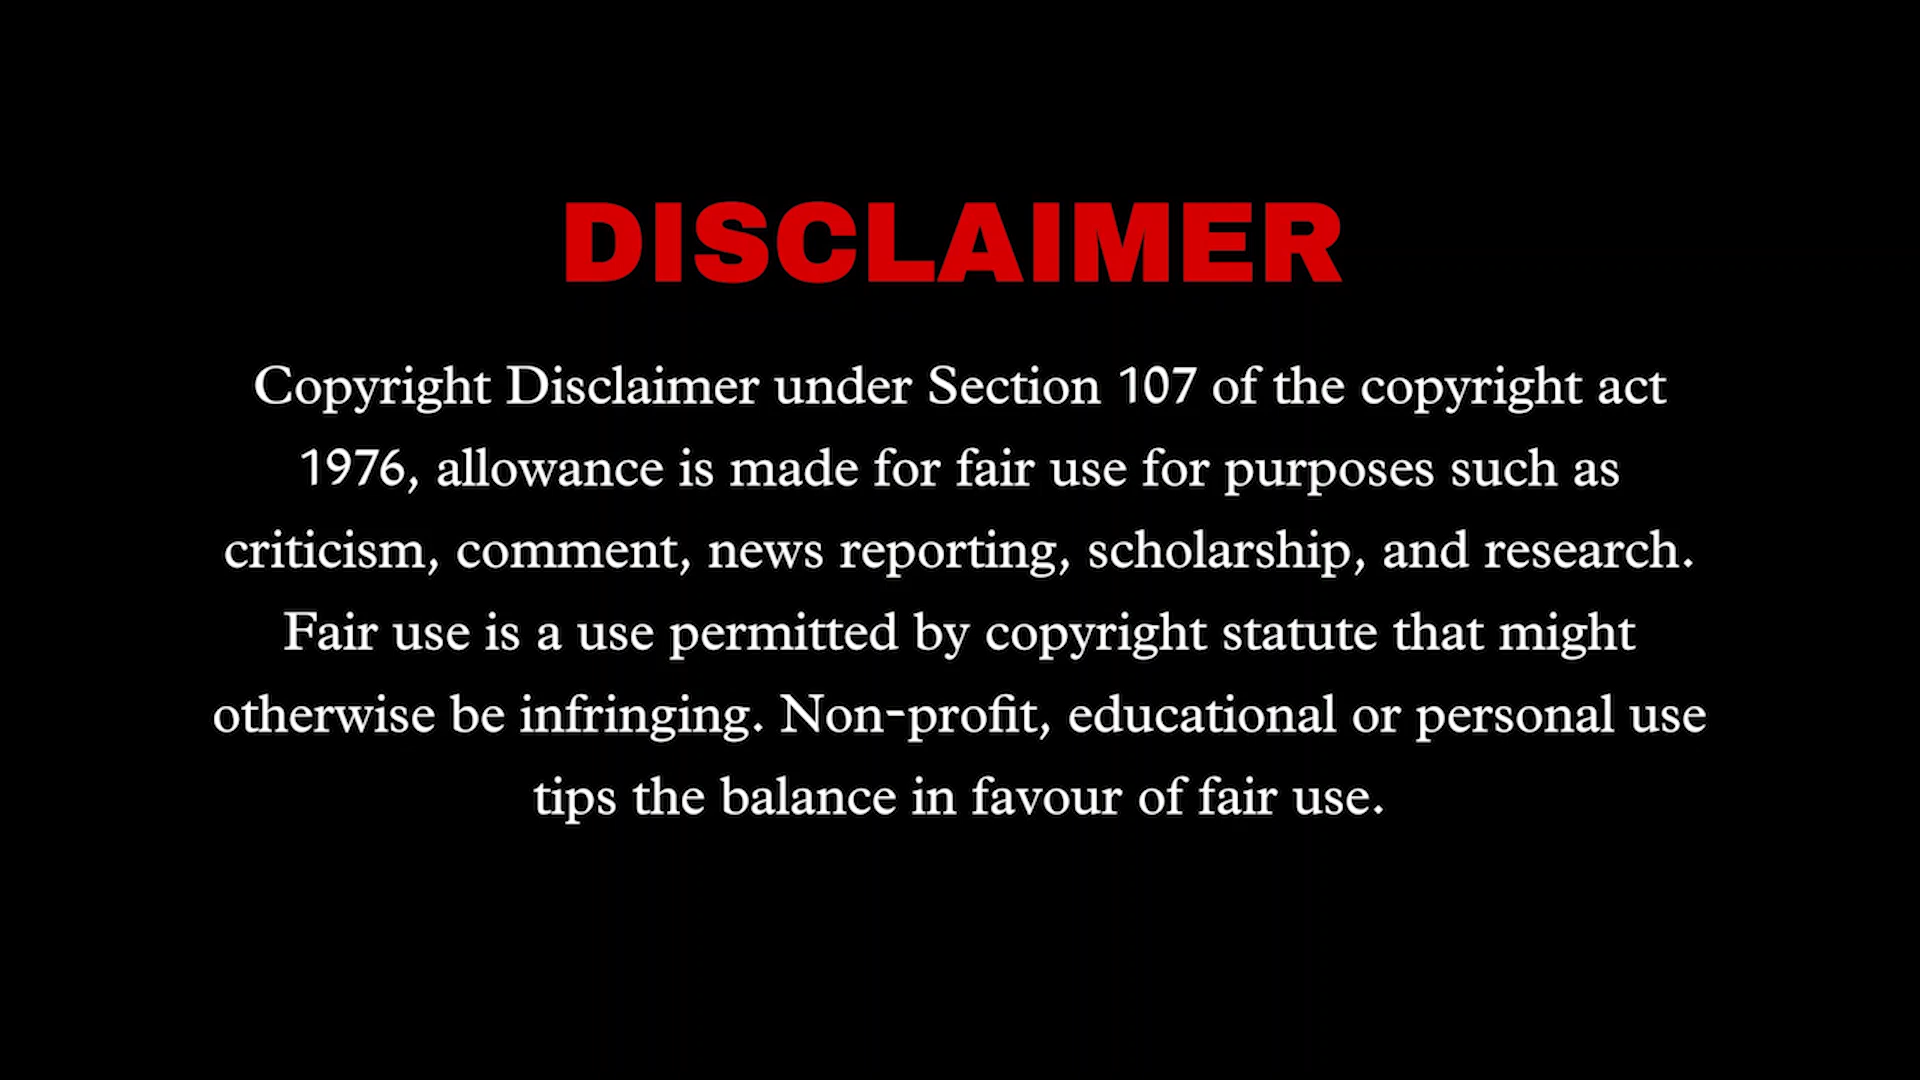 DISCLAIMER
Copyright Disclaimer under Section 107 of the copyright act
1976, allowance is made for fair use for purposes such as
criticism, comment, news reporting, scholarship, and research.
Fair use is a use permitted by copyright statute that might
otherwise be infringing. Non-profit, educational or personal use
tips the balance in favour of fair use.